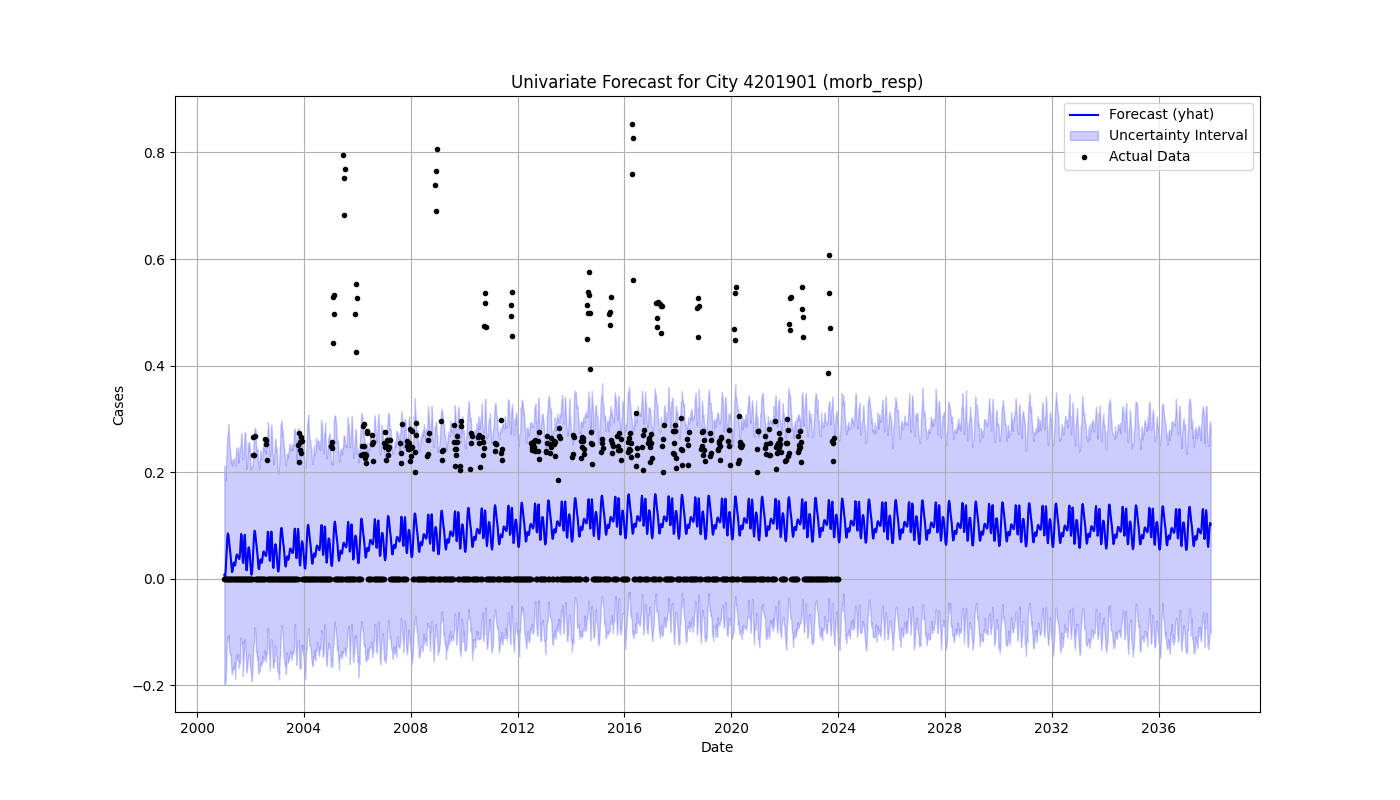 Univariate Forecast for City 4201901 (morb_resp)
Forecast (yhat)
Uncertainty Interval
Actual Data
Cases
0.8
0.6
0.4
0.2
0.0
−0.2
2000 2004 2008 2012 2016 2020 2024 2028 2032 2036
Date